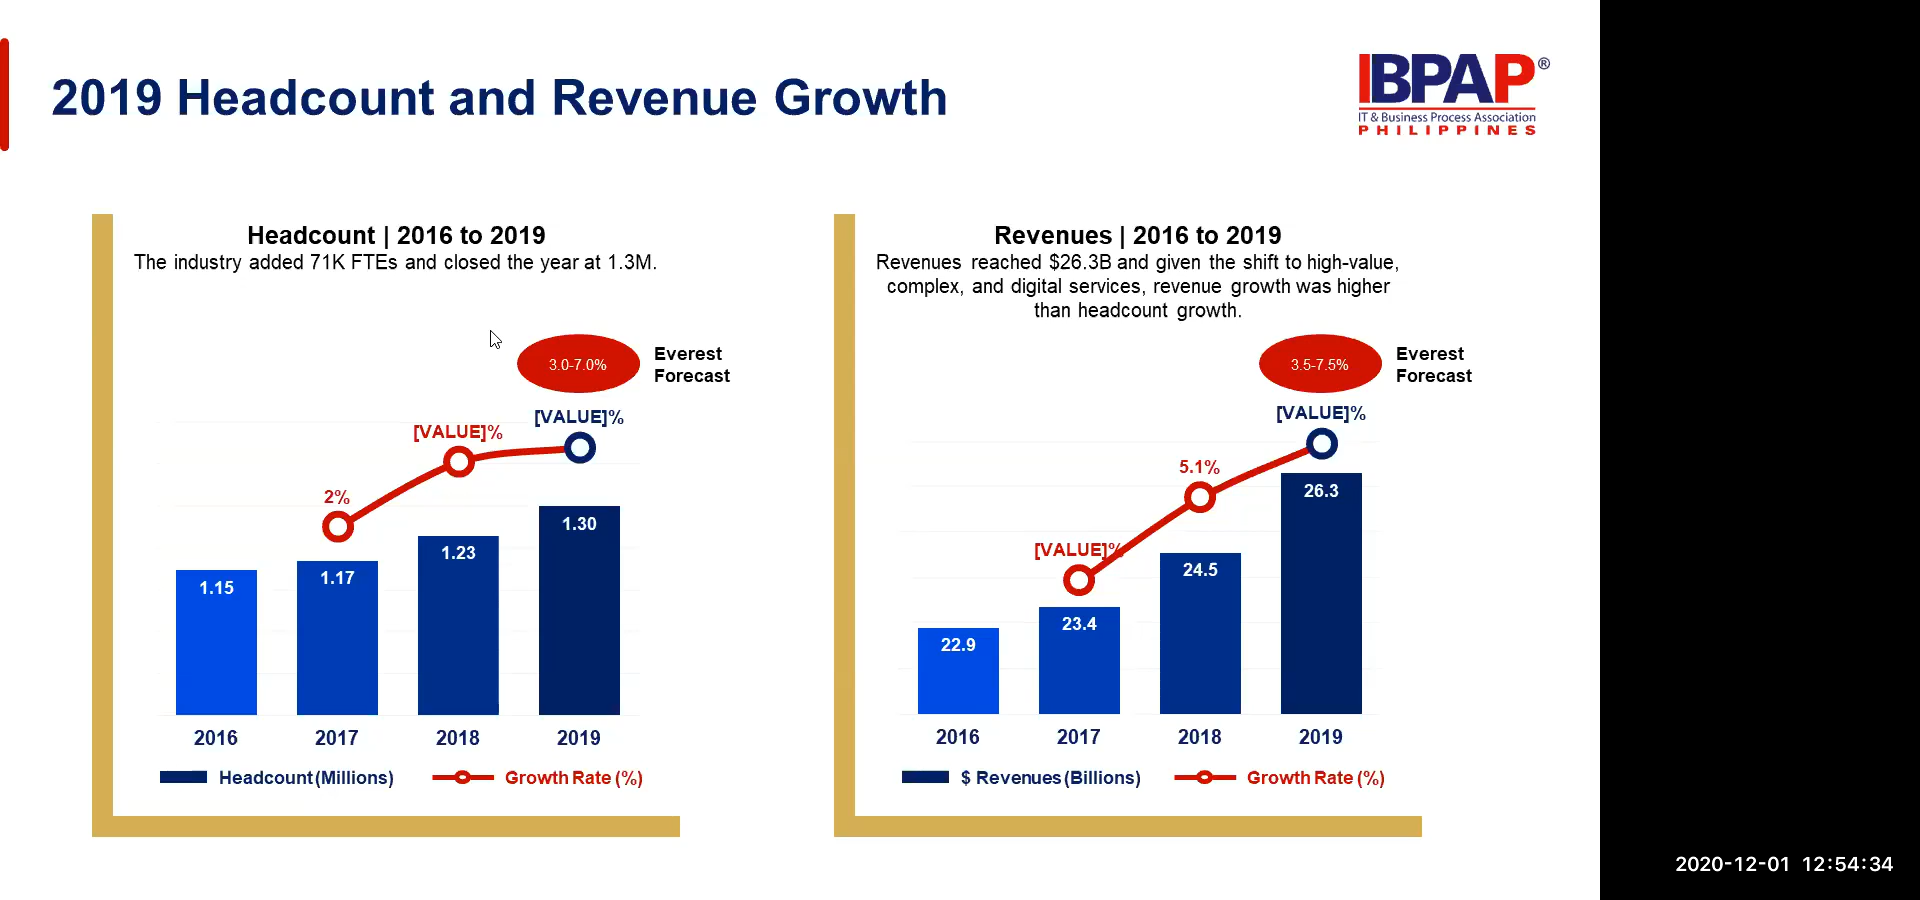 2019 Headcount and Revenue Growth
IBPAP®
IT & Business Process Association
PHILIPPINES
Headcount | 2016 to 2019
The industry added 71K FTEs and closed the year at 1.3M.
3.0-7.0%
Everest
Forecast
[VALUE]%
[VALUE]%
2%
1.15
1.17
1.23
1.30
2016
2017
2018
2019
Headcount (Millions)
Growth Rate (%)
Revenues | 2016 to 2019
Revenues reached $26.3B and given the shift to high-value,
complex, and digital services, revenue growth was higher
than headcount growth.
3.5-7.5%
Everest
Forecast
[VALUE]%
5.1%
[VALUE]%
22.9
23.4
24.5
26.3
2016
2017
2018
2019
$ Revenues (Billions)
Growth Rate (%)
2020-12-01 12:54:34